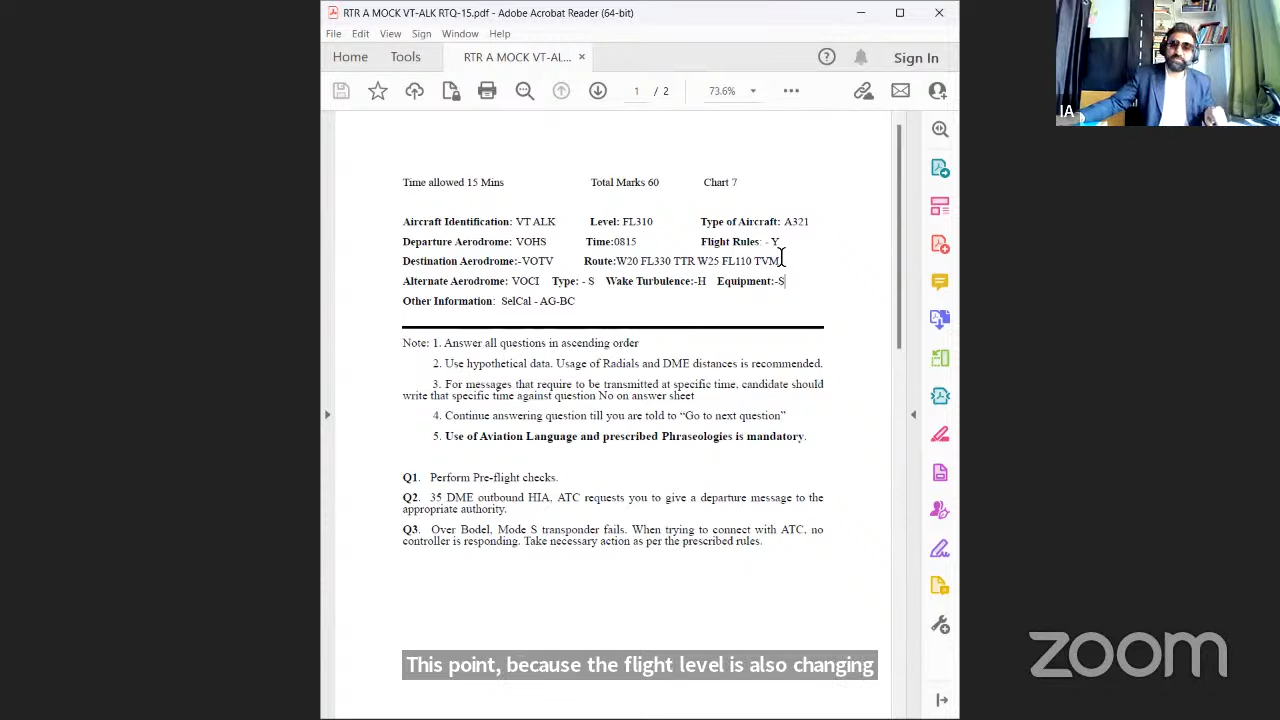 RTR A MOCK VT-ALK RTQ-15.pdf - Adobe Acrobat Reader (64-bit)
File Edit View Sign Window Help
Home Tools RTR A MOCK VT-AL... × Sign In
1 / 2 73.6%
IA
Time allowed 15 Mins Total Marks 60 Chart 7
Aircraft Identification: VT ALK Level: FL310 Type of Aircraft: A321
Departure Aerodrome: VOHS Time:0815 Flight Rules: - Y
Destination Aerodrome:-VOTV Route:W20 FL330 TTR W25 FL110 TVM
Alternate Aerodrome: VOCI Type: - S Wake Turbulence:-H Equipment:-S
Other Information: SelCal - AG-BC
Note: 1. Answer all questions in ascending order
2. Use hypothetical data. Usage of Radials and DME distances is recommended.
3. For messages that require to be transmitted at specific time, candidate should
write that specific time against question No on answer sheet
4. Continue answering question till you are told to “Go to next question”
5. Use of Aviation Language and prescribed Phraseologies is mandatory.
Q1. Perform Pre-flight checks.
Q2. 35 DME outbound HIA, ATC requests you to give a departure message to the
appropriate authority.
Q3. Over Bodel, Mode S transponder fails. When trying to connect with ATC, no
controller is responding. Take necessary action as per the prescribed rules.
This point, because the flight level is also changing
zoom